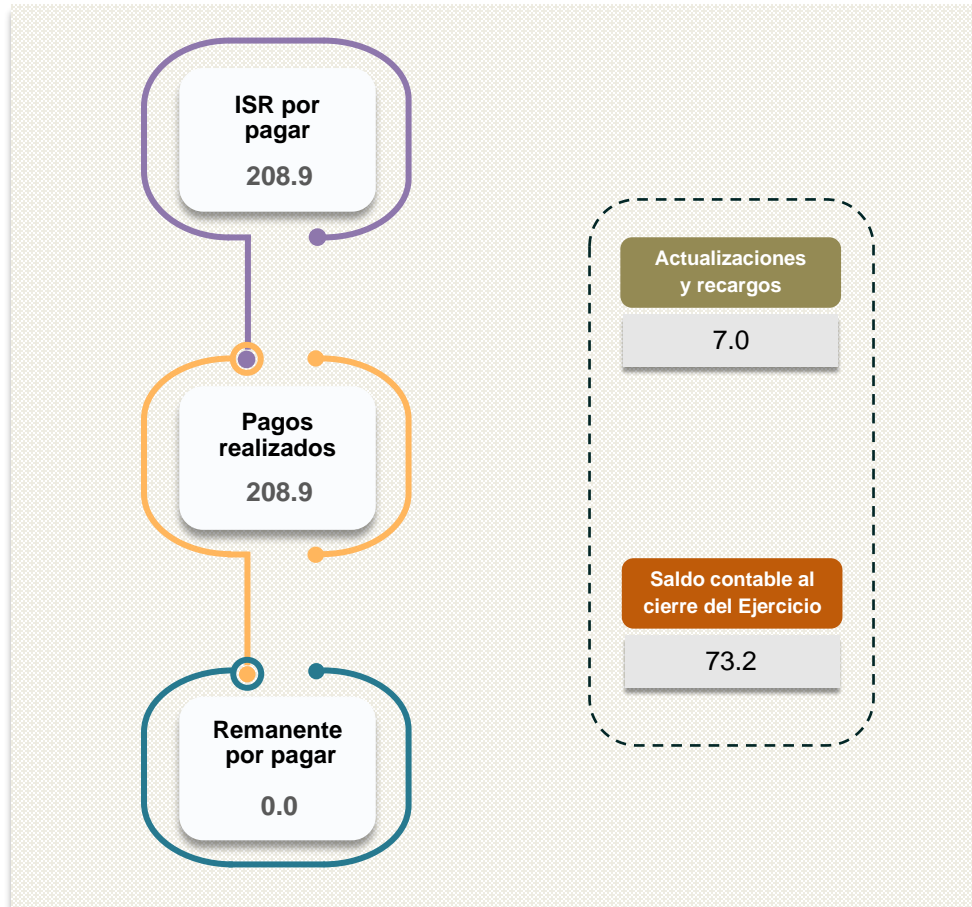 ISR por
pagar
208.9
Pagos
realizados
208.9
Remanente
por pagar
0.0
Actualizaciones
y recargos
7.0
Saldo contable al
cierre del Ejercicio
73.2